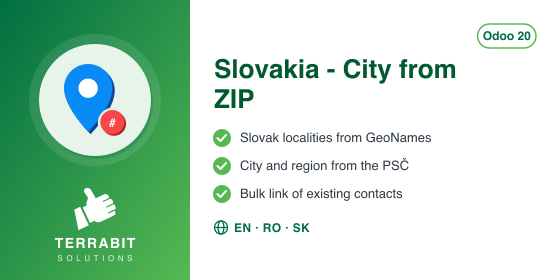 Odoo 20
Slovakia - City from
ZIP
Slovak localities from GeoNames
City and region from the PSČ
Bulk link of existing contacts
EN · RO · SK
#
TERRABIT
SOLUTIONS